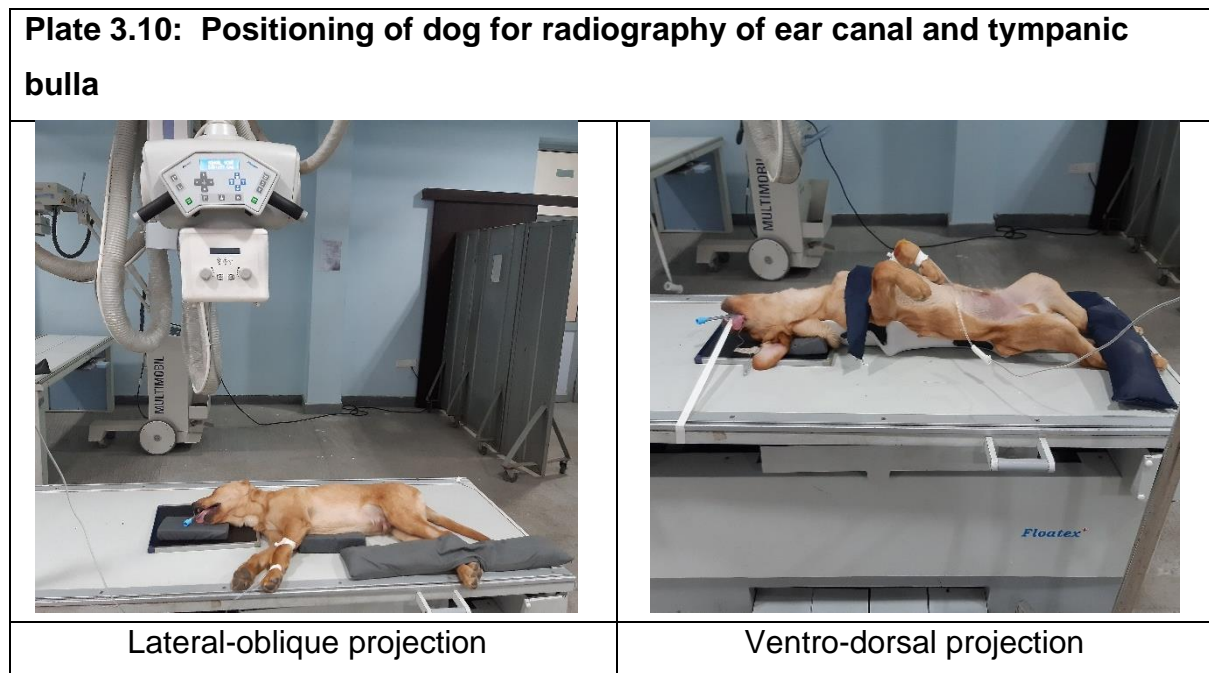 Plate 3.10:  Positioning of dog for radiography of ear canal and tympanic
bulla
MULTIMOBIL
MULTIMOBIL
Floatex
Lateral-oblique projection
Ventro-dorsal projection